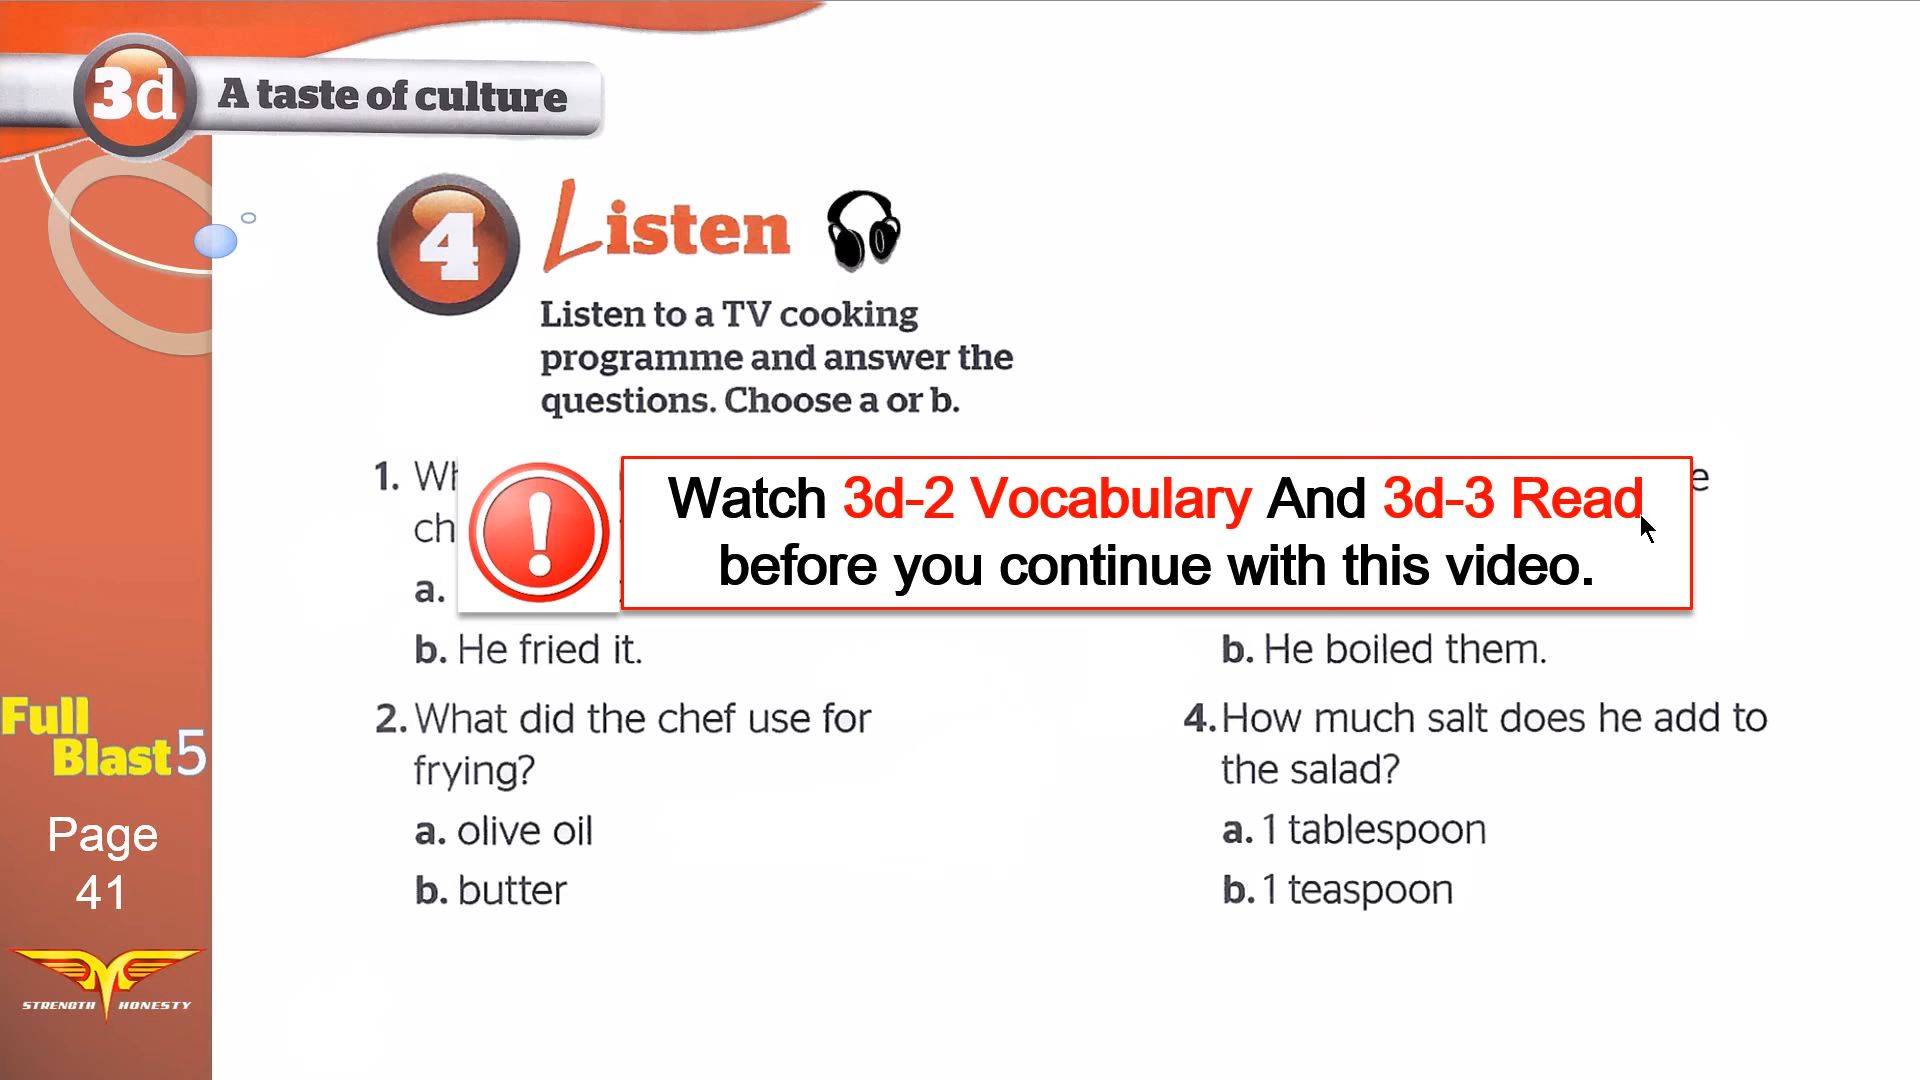 3d A taste of culture
4 Listen
Listen to a TV cooking
programme and answer the
questions. Choose a or b.
1.
a.
b. He fried it.
2. What did the chef use for
frying?
a. olive oil
b. butter
Watch 3d-2 Vocabulary And 3d-3 Read
before you continue with this video.
b. He boiled them.
4. How much salt does he add to
the salad?
a. 1 tablespoon
b. 1 teaspoon
Full
Blast 5
Page
41
STRENGTH HONESTY